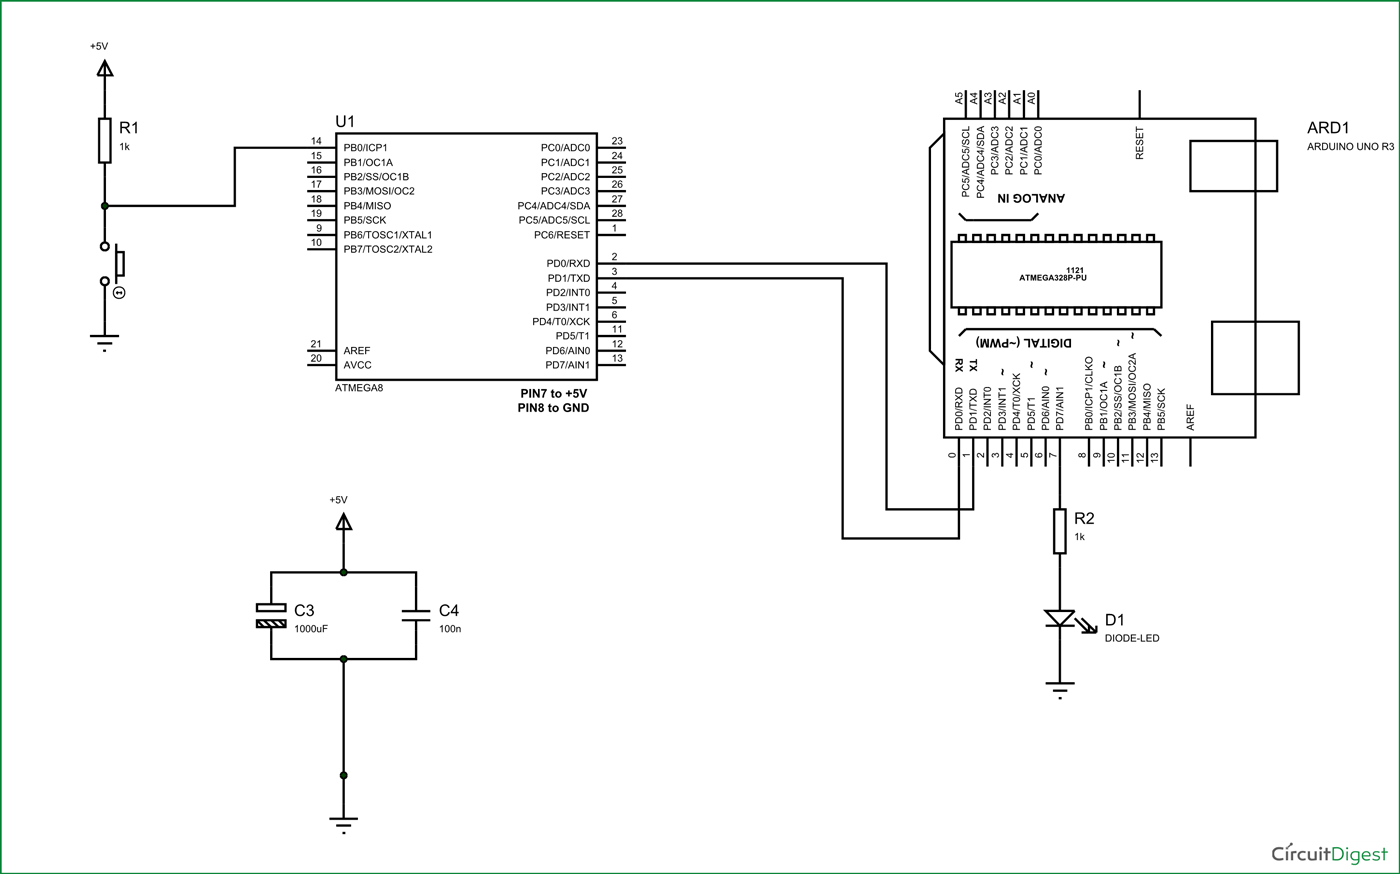 +5V
R1
1k
U1
14 PB0/ICP1 PC0/ADC0 23
15 PB1/OC1A PC1/ADC1 24
16 PB2/SS/OC1B PC2/ADC2 25
17 PB3/MOSI/OC2 PC3/ADC3 26
18 PB4/MISO PC4/ADC4/SDA 27
19 PB5/SCK PC5/ADC5/SCL 28
9 PB6/TOSC1/XTAL1 PC6/RESET 1
10 PB7/TOSC2/XTAL2
PD0/RXD 2
PD1/TXD 3
PD2/INT0 4
PD3/INT1 5
PD4/T0/XCK 6
PD5/T1 11
21 AREF PD6/AIN0 12
20 AVCC PD7/AIN1 13
ATMEGA8
PIN7 to +5V
PIN8 to GND
ARD1
ARDUINO UNO R3
A5 A4 A3 A2 A1 A0
PC5/ADC5/SCL
PC4/ADC4/SDA
PC3/ADC3
PC2/ADC2
PC1/ADC1
PC0/ADC0
RESET
ANALOG IN
1121
ATMEGA328P-PU
DIGITAL (~PWM)
RX TX ~ ~ ~ ~ ~ ~
PD0/RXD
PD1/TXD
PD2/INT0
PD3/INT1
PD4/T0/XCK
PD5/T1
PD6/AIN0
PD7/AIN1
PB0/ICP1/CLKO
PB1/OC1A
PB2/SS/OC1B
PB3/MOSI/OC2A
PB4/MISO
PB5/SCK
AREF
0 1 2 3 4 5 6 7 8 9 10 11 12 13
R2
1k
D1
DIODE-LED
+5V
C3
1000uF
C4
100n
CircuitDigest